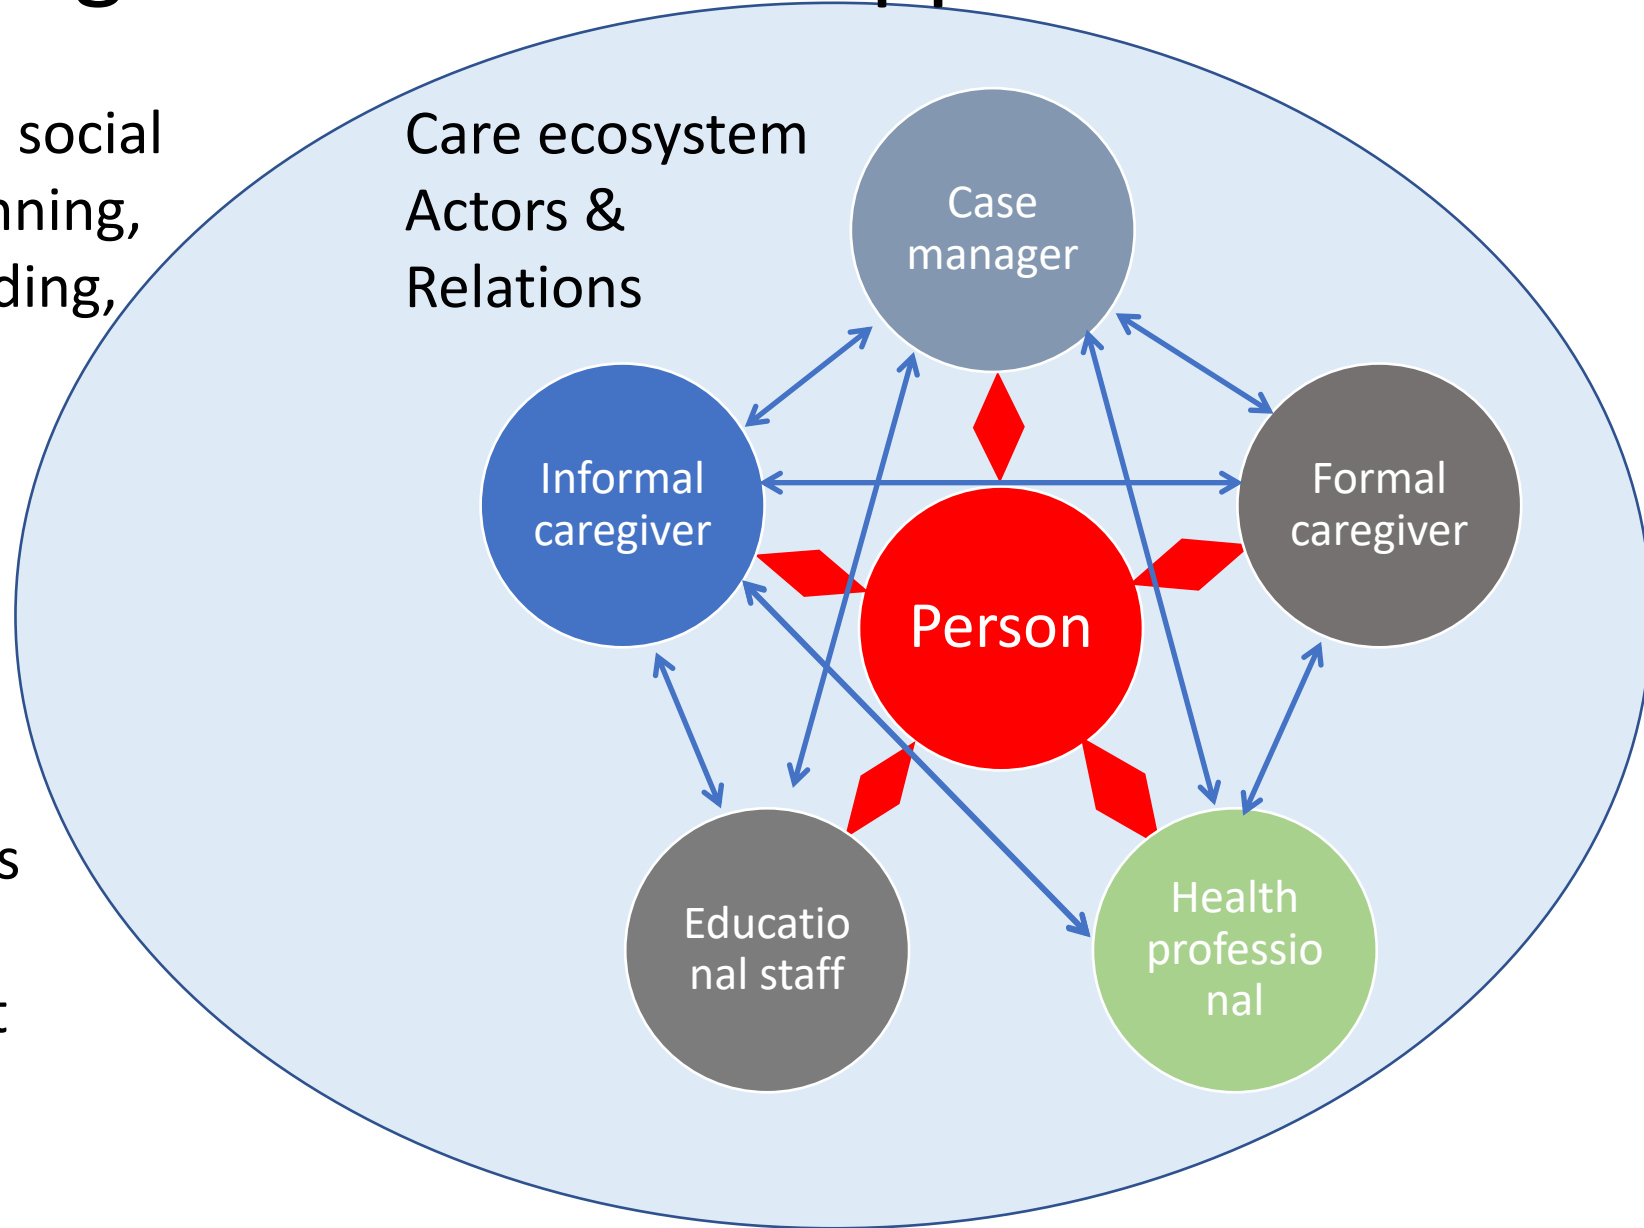 social
Care ecosystem
nning,
Actors &
ding,
Relations
Case
manager
Informal
caregiver
Formal
caregiver
Person
s
t
Educatio
nal staff
Health
professio
nal